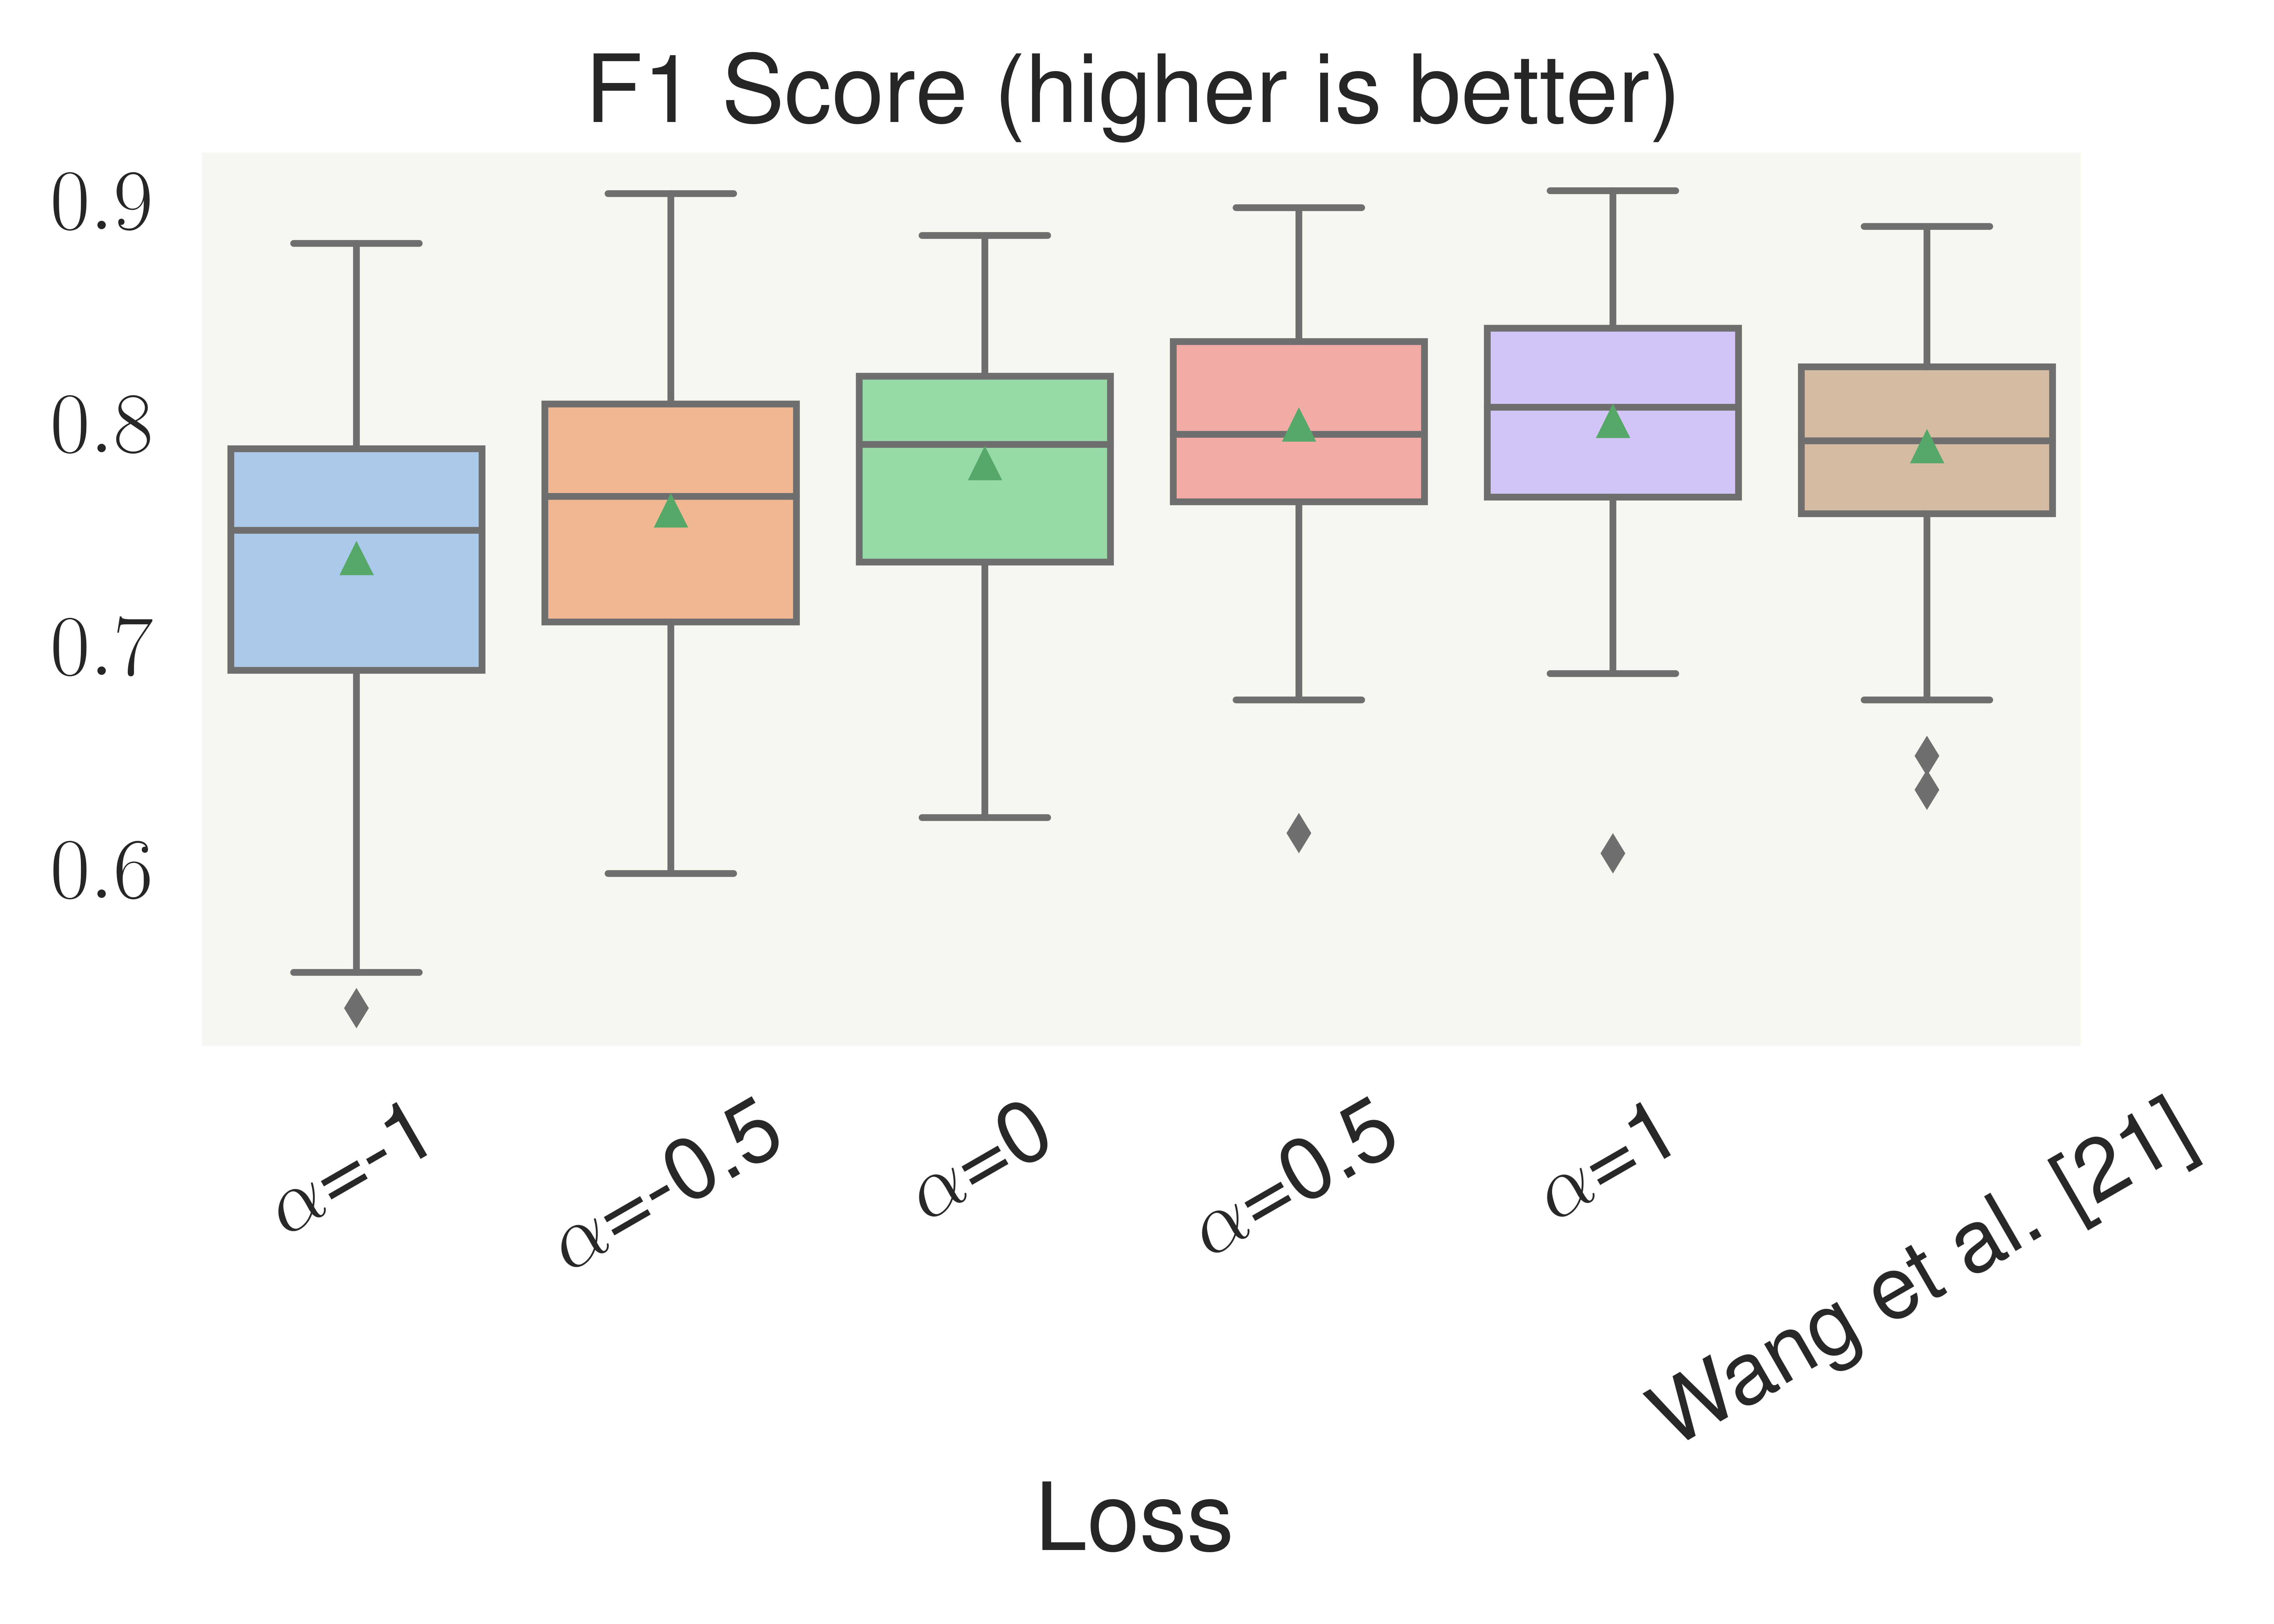 F1 Score (higher is better)
0.9
0.8
0.7
0.6
α=-1
α=-0.5
α=0
α=0.5
α=1
Wang et al. [21]
Loss